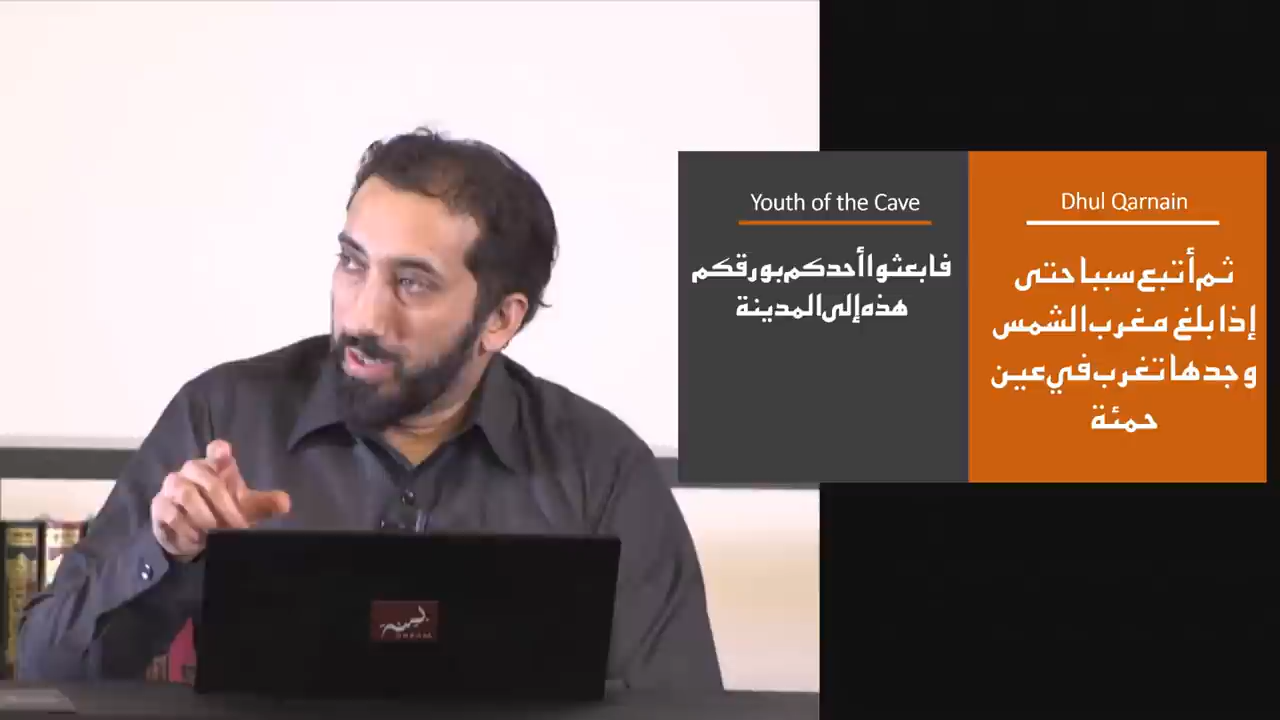 Youth of the Cave
فابعثوا أحدكم بورقكم
هذه إلى المدينة
Dhul Qarnain
ثم أتبع سببا حتى
إذا بلغ مغرب الشمس
وجدها تغرب في عين
حمئة